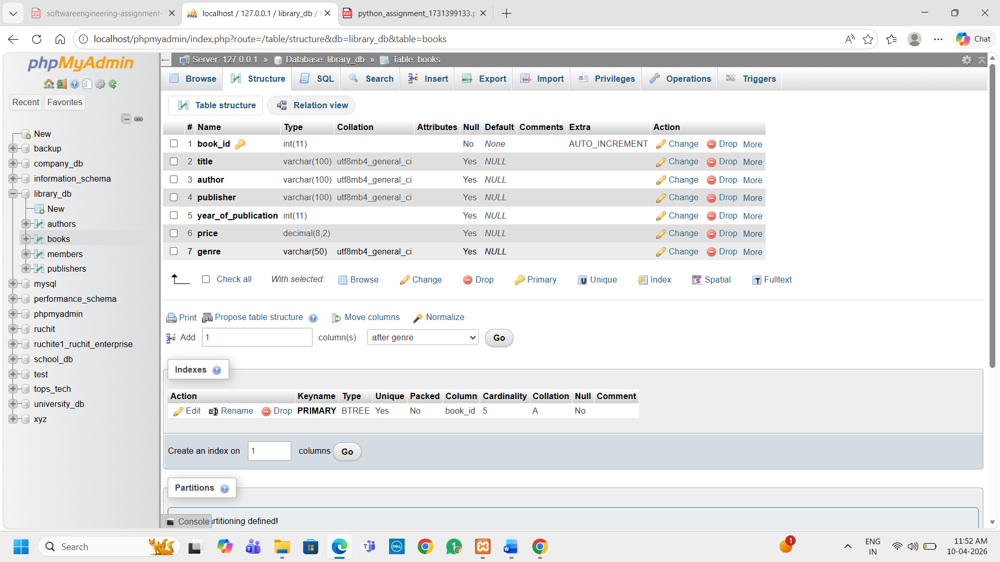 softwareengineering-assignment-
localhost / 127.0.0.1 / library_db /
python_assignment_1731399133.p
localhost/phpmyadmin/index.php?route=/table/structure&db=library_db&table=books
Chat
phpMyAdmin
Server: 127.0.0.1 » Database: library_db » Table: books
Browse Structure SQL Search Insert Export Import Privileges Operations Triggers
Recent Favorites
New
backup
company_db
information_schema
library_db
New
authors
books
members
publishers
mysql
performance_schema
phpmyadmin
ruchit
ruchite1_ruchit_enterprise
school_db
test
tops_tech
university_db
xyz
Table structure Relation view
# Name Type Collation Attributes Null Default Comments Extra Action
1 book_id int(11) No None AUTO_INCREMENT Change Drop More
2 title varchar(100) utf8mb4_general_ci Yes NULL Change Drop More
3 author varchar(100) utf8mb4_general_ci Yes NULL Change Drop More
4 publisher varchar(100) utf8mb4_general_ci Yes NULL Change Drop More
5 year_of_publication int(11) Yes NULL Change Drop More
6 price decimal(8,2) Yes NULL Change Drop More
7 genre varchar(50) utf8mb4_general_ci Yes NULL Change Drop More
Check all With selected: Browse Change Drop Primary Unique Index Spatial Fulltext
Print Propose table structure Move columns Normalize
Add 1 column(s) after genre Go
Indexes
Action Keyname Type Unique Packed Column Cardinality Collation Null Comment
Edit Rename Drop PRIMARY BTREE Yes No book_id 5 A No
Create an index on 1 columns Go
Partitions
Console rtitioning defined!
Search
DELL
1
ENG
IN
11:52 AM
10-04-2026